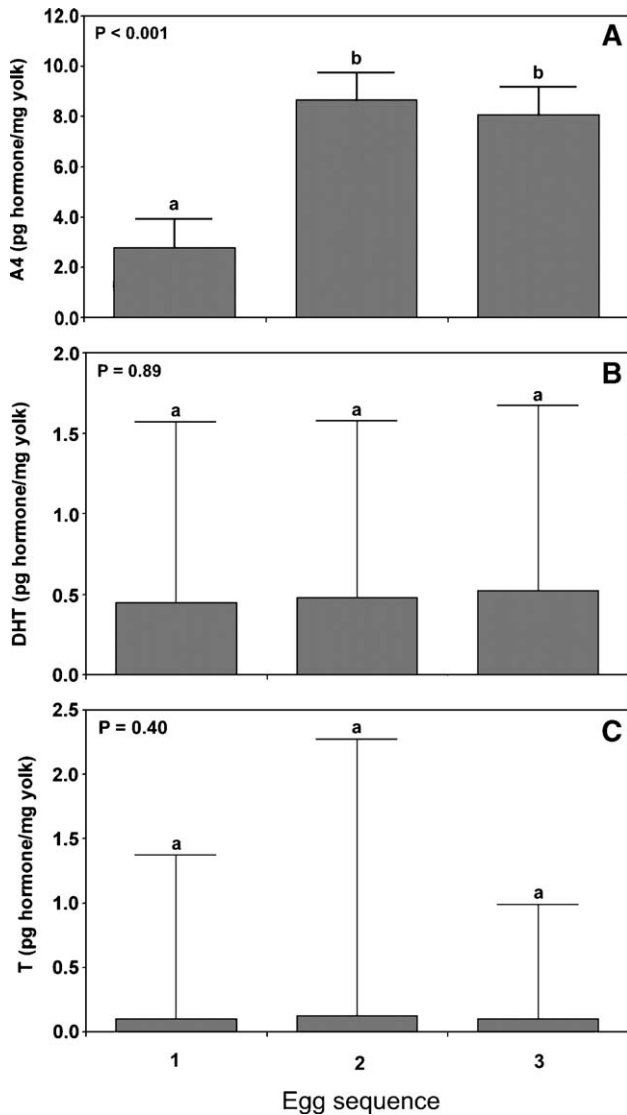 12.0
P < 0.001
A
10.0
b
b
8.0
6.0
a
4.0
2.0
0.0
A4 (pg hormone/mg yolk)
2.0
P = 0.89
B
a
a
a
1.5
1.0
0.5
0.0
DHT (pg hormone/mg yolk)
2.5
P = 0.40
C
a
2.0
1.5
a
a
1.0
0.5
0.0
T (pg hormone/mg yolk)
1 2 3
Egg sequence